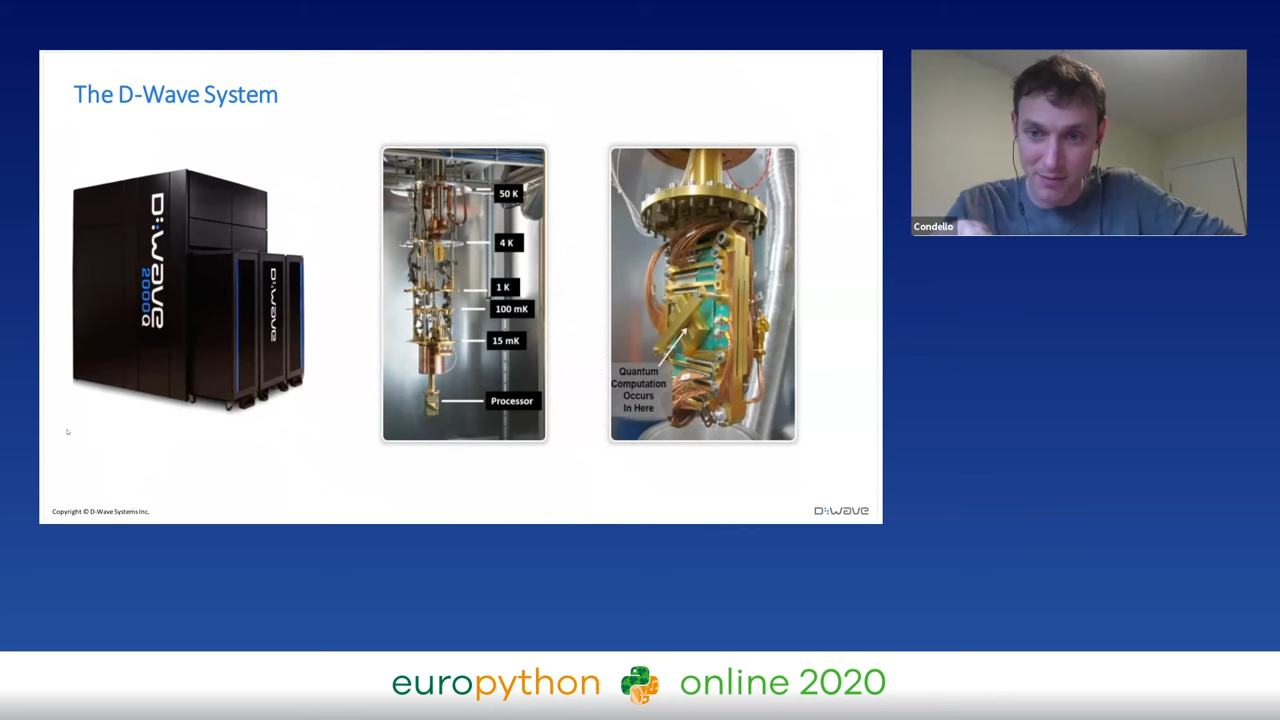 The D-Wave System
D:Wave
2000Q
D:Wave
50 K
4 K
1 K
100 mK
15 mK
Processor
Quantum
Computation
Occurs
In Here
Condello
Copyright © D-Wave Systems Inc.
D:Wave
europython online 2020